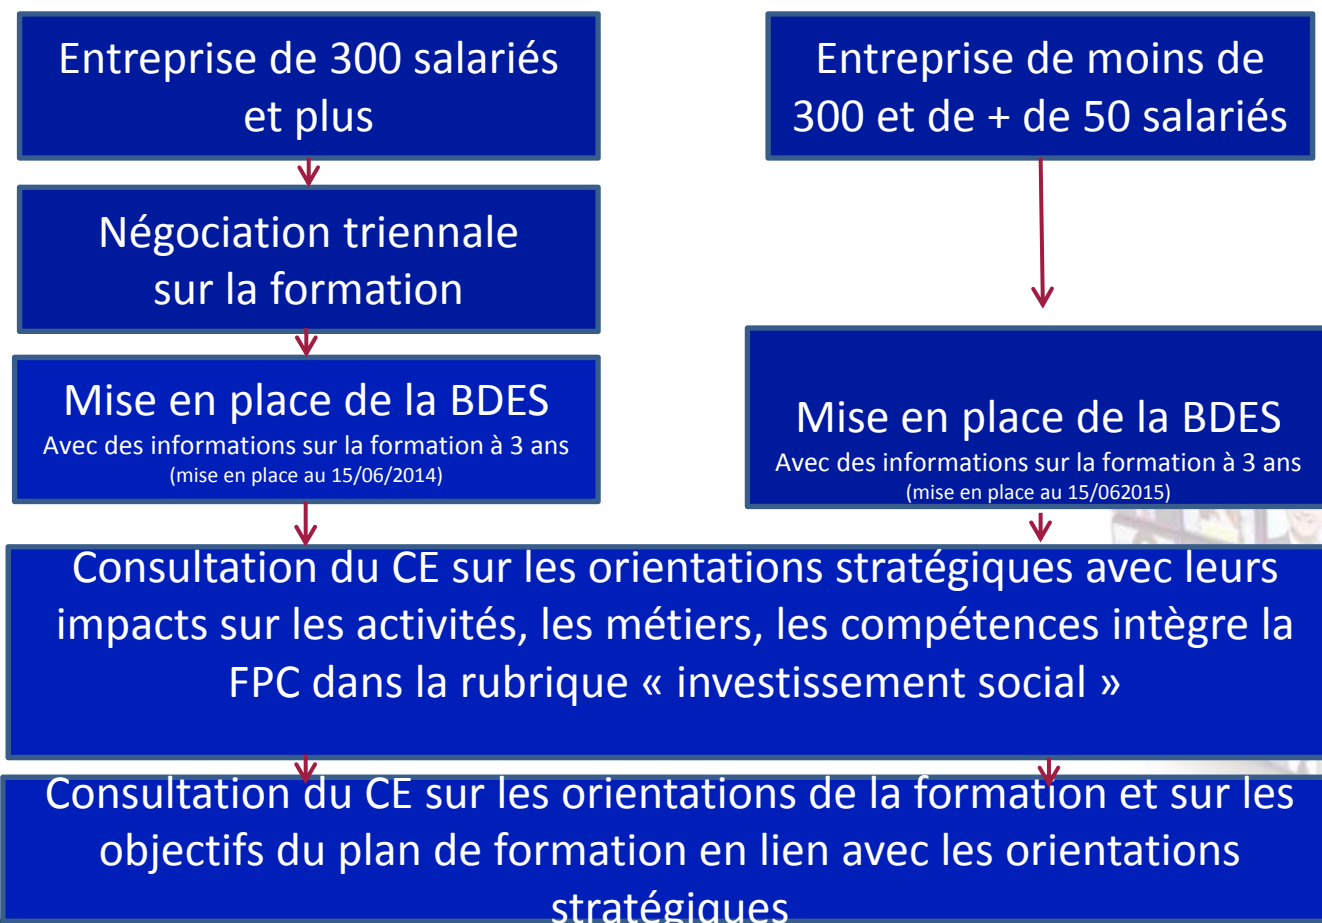 Entreprise de 300 salariés
et plus
Entreprise de moins de
300 et de + de 50 salariés
Négociation triennale
sur la formation
Mise en place de la BDES
Avec des informations sur la formation à 3 ans
(mise en place au 15/06/2014)
Mise en place de la BDES
Avec des informations sur la formation à 3 ans
(mise en place au 15/062015)
Consultation du CE sur les orientations stratégiques avec leurs
impacts sur les activités, les métiers, les compétences intègre la
FPC dans la rubrique « investissement social »
Consultation du CE sur les orientations de la formation et sur les
objectifs du plan de formation en lien avec les orientations
stratégiques